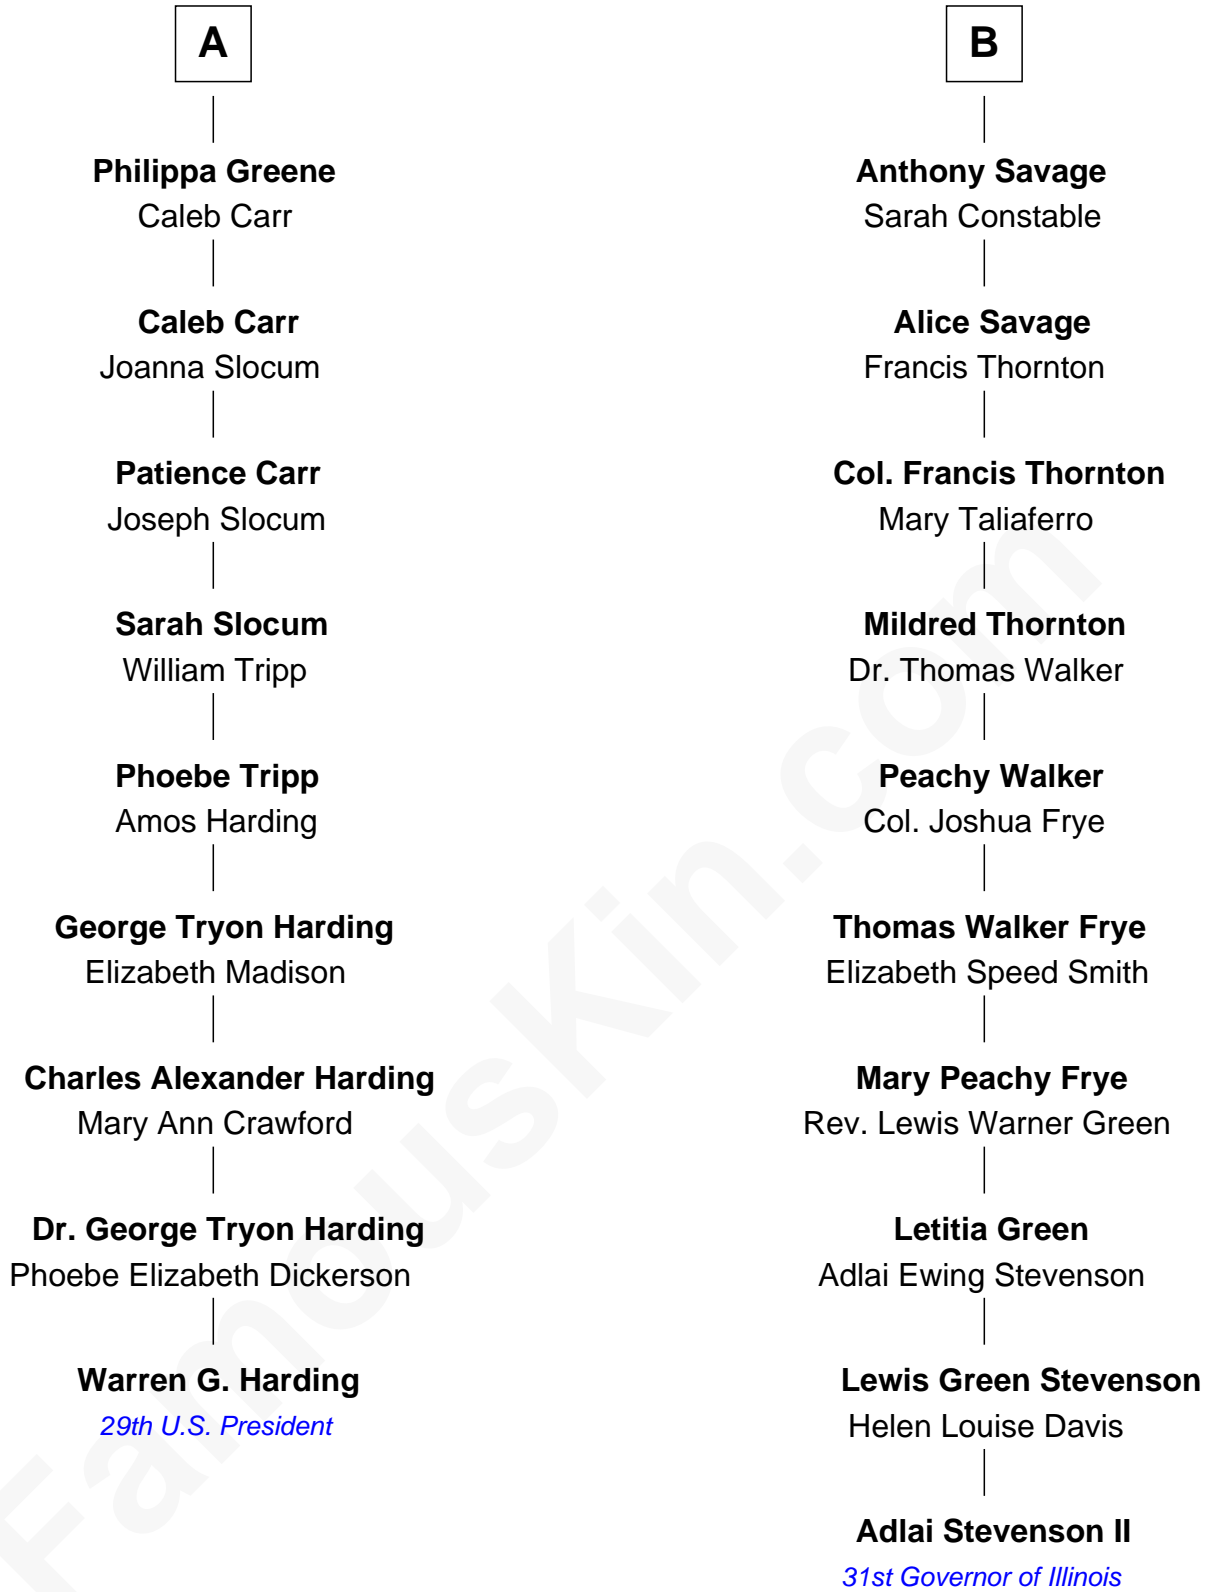 A
Philippa Greene
Caleb Carr
Caleb Carr
Joanna Slocum
Patience Carr
Joseph Slocum
Sarah Slocum
William Tripp
Phoebe Tripp
Amos Harding
George Tryon Harding
Elizabeth Madison
Charles Alexander Harding
Mary Ann Crawford
Dr. George Tryon Harding
Phoebe Elizabeth Dickerson
Warren G. Harding
29th U.S. President
B
Anthony Savage
Sarah Constable
Alice Savage
Francis Thornton
Col. Francis Thornton
Mary Taliaferro
Mildred Thornton
Dr. Thomas Walker
Peachy Walker
Col. Joshua Frye
Thomas Walker Frye
Elizabeth Speed Smith
Mary Peachy Frye
Rev. Lewis Warner Green
Letitia Green
Adlai Ewing Stevenson
Lewis Green Stevenson
Helen Louise Davis
Adlai Stevenson II
31st Governor of Illinois
FamousKin.com